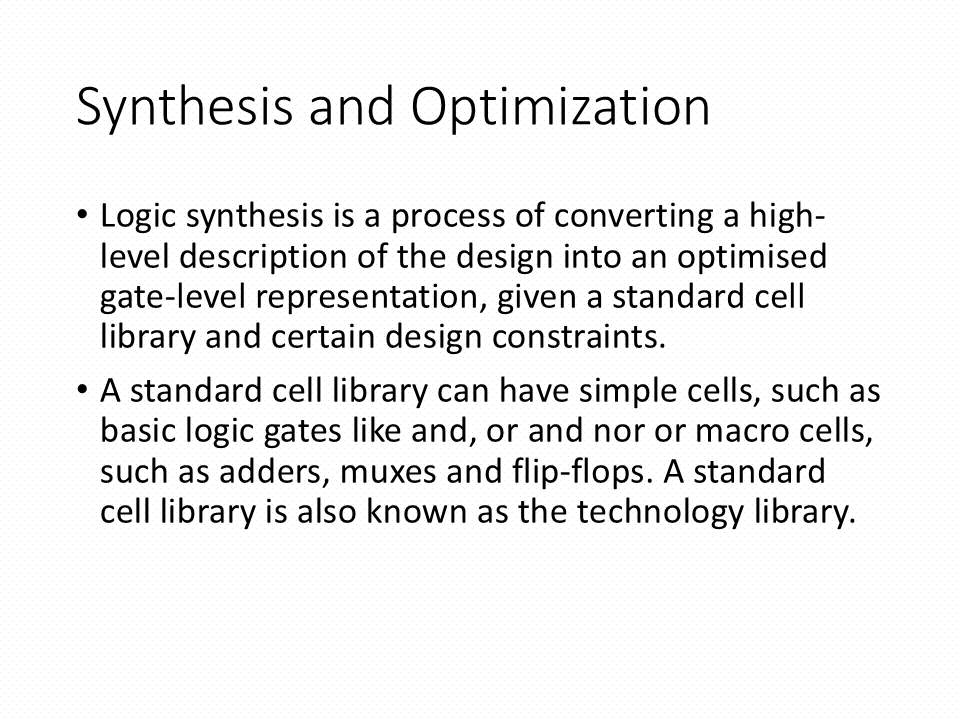 Synthesis and Optimization
• Logic synthesis is a process of converting a high-
level description of the design into an optimised
gate-level representation, given a standard cell
library and certain design constraints.
• A standard cell library can have simple cells, such as
basic logic gates like and, or and nor or macro cells,
such as adders, muxes and flip-flops. A standard
cell library is also known as the technology library.